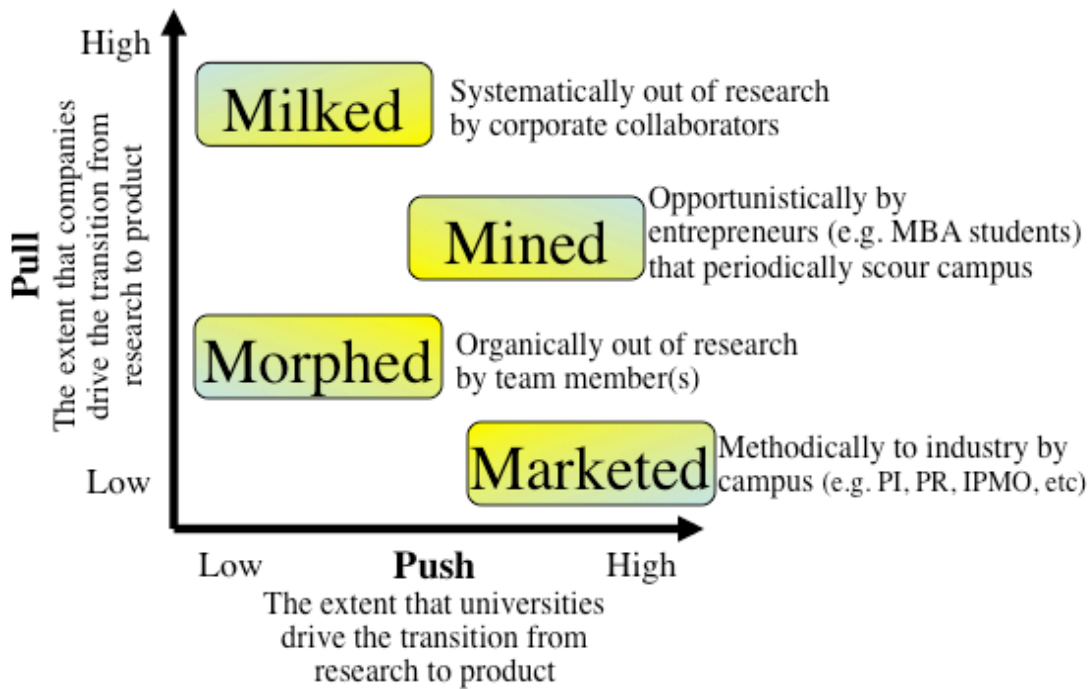 High
Milked
Systematically out of research
by corporate collaborators
Mined
Opportunistically by
entrepreneurs (e.g. MBA students)
that periodically scour campus
Pull
The extent that companies
drive the transition from
research to product
Morphed
Organically out of research
by team member(s)
Marketed
Methodically to industry by
campus (e.g. PI, PR, IPMO, etc)
Low
Low
Push
High
The extent that universities
drive the transition from
research to product